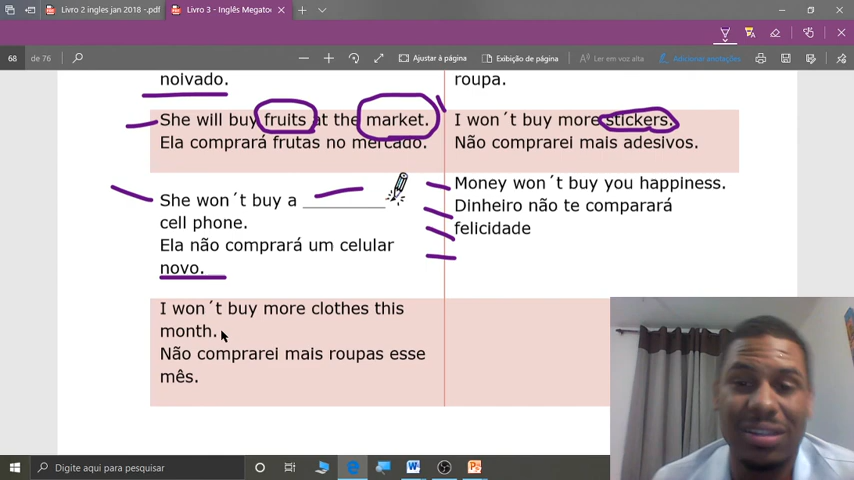 Livro 2 ingles jan 2018 -.pdf
Livro 3 - Inglês Megatoc
68 de 76
Ajustar à página
Exibição de página
Ler em voz alta
Adicionar anotações
noivado.
roupa.
She will buy fruits at the market.
Ela comprará frutas no mercado.
I won´t buy more stickers.
Não comprarei mais adesivos.
She won´t buy a ________
cell phone.
Ela não comprará um celular
novo.
Money won´t buy you happiness.
Dinheiro não te comparará
felicidade
I won´t buy more clothes this
month.
Não comprarei mais roupas esse
mês.
Digite aqui para pesquisar